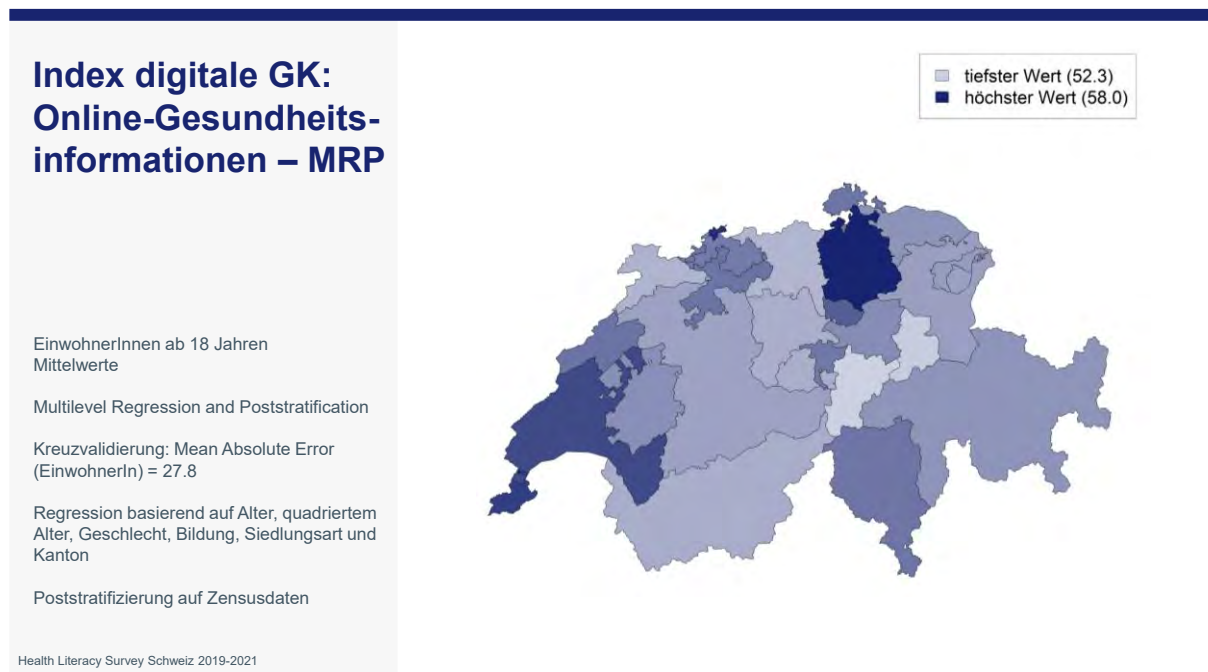 Index digitale GK:
Online-Gesundheits-
informationen – MRP
EinwohnerInnen ab 18 Jahren
Mittelwerte
Multilevel Regression and Poststratification
Kreuzvalidierung: Mean Absolute Error
(EinwohnerIn) = 27.8
Regression basierend auf Alter, quadriertem
Alter, Geschlecht, Bildung, Siedlungsart und
Kanton
Poststratifizierung auf Zensusdaten
Health Literacy Survey Schweiz 2019-2021
tiefster Wert (52.3)
höchster Wert (58.0)